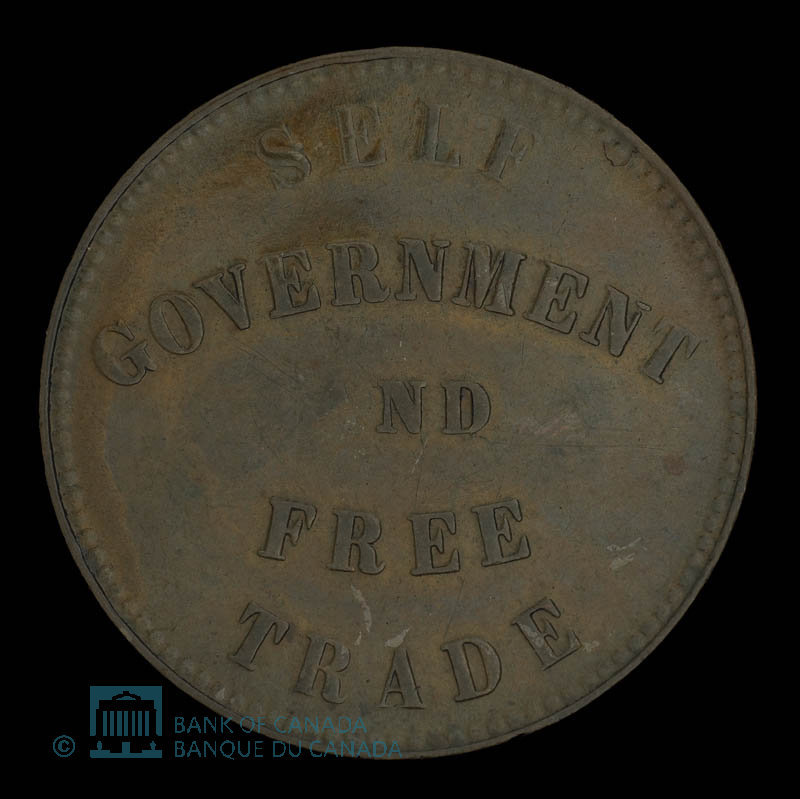 SELF
GOVERNMENT
ND
FREE
TRADE
© BANK OF CANADA
BANQUE DU CANADA